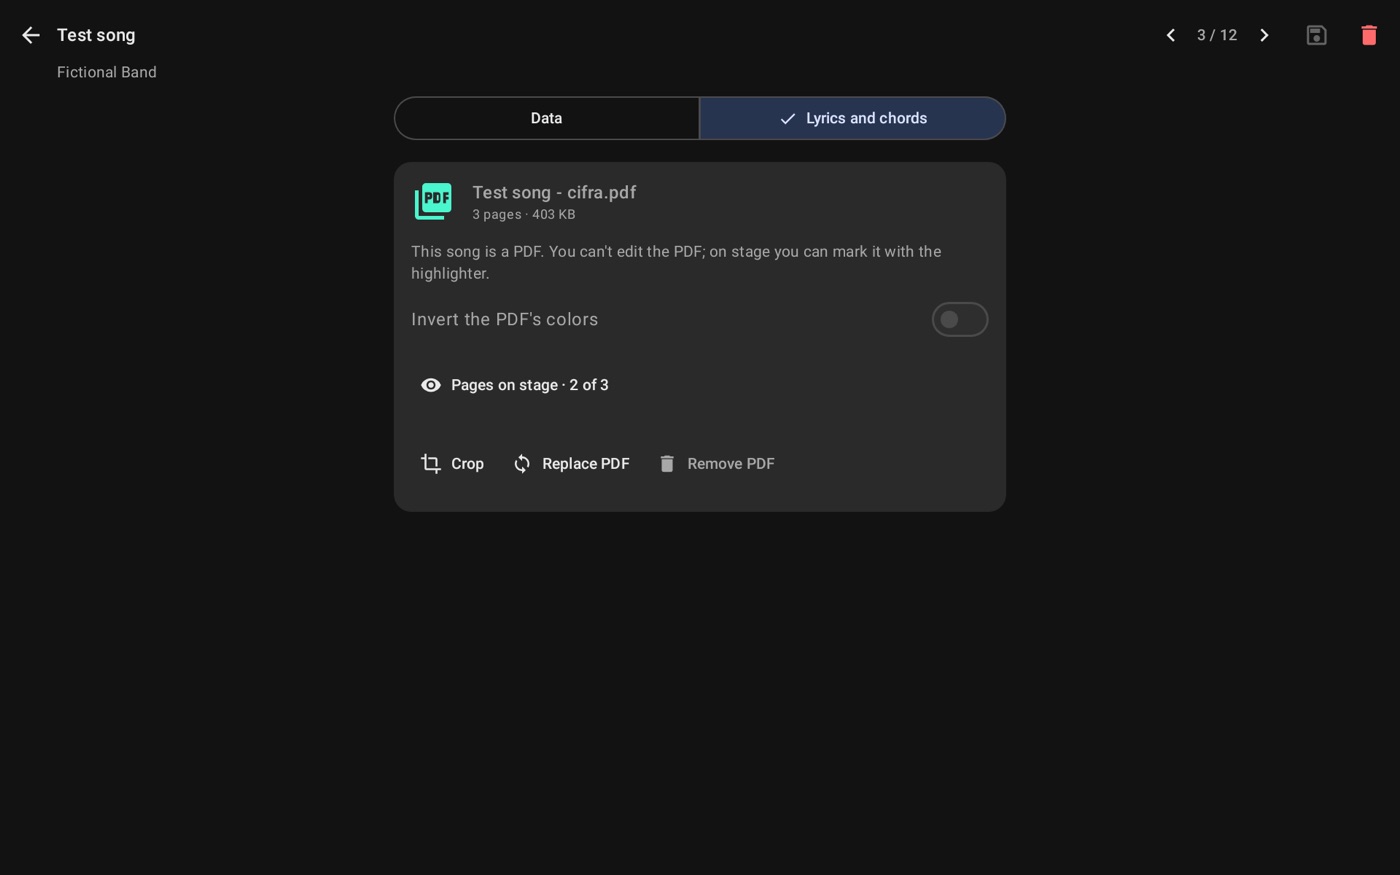 Test song
3 / 12
Fictional Band
Data
Lyrics and chords
PDF
Test song - cifra.pdf
3 pages · 403 KB
This song is a PDF. You can't edit the PDF; on stage you can mark it with the
highlighter.
Invert the PDF's colors
Pages on stage · 2 of 3
Crop
Replace PDF
Remove PDF